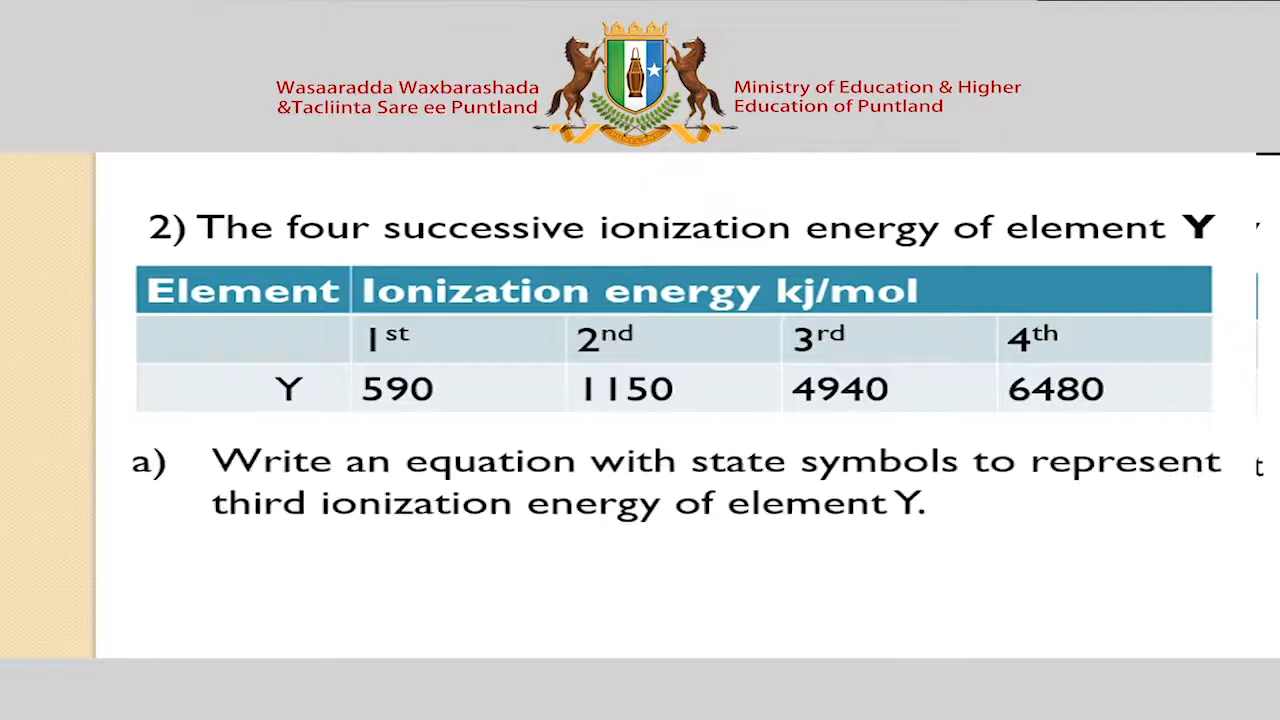 Wasaaradda Waxbarashada
&Tacliinta Sare ee Puntland
Ministry of Education & Higher
Education of Puntland
2) The four successive ionization energy of element Y
Element Ionization energy kj/mol
1st 2nd 3rd 4th
Y 590 1150 4940 6480
a) Write an equation with state symbols to represent
third ionization energy of element Y.